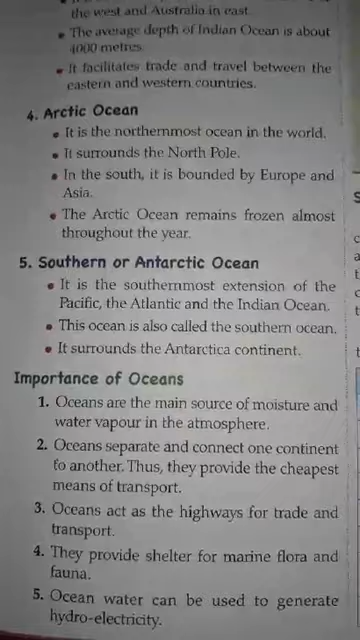 the west and Australia in east.
• The average depth of Indian Ocean is about
4000 metres.
• It facilitates trade and travel between the
eastern and western countries.
4. Arctic Ocean
• It is the northernmost ocean in the world.
• It surrounds the North Pole.
• In the south, it is bounded by Europe and
Asia.
• The Arctic Ocean remains frozen almost
throughout the year.
5. Southern or Antarctic Ocean
• It is the southernmost extension of the
Pacific, the Atlantic and the Indian Ocean.
• This ocean is also called the southern ocean.
• It surrounds the Antarctica continent.
Importance of Oceans
1. Oceans are the main source of moisture and
water vapour in the atmosphere.
2. Oceans separate and connect one continent
to another. Thus, they provide the cheapest
means of transport.
3. Oceans act as the highways for trade and
transport.
4. They provide shelter for marine flora and
fauna.
5. Ocean water can be used to generate
hydro-electricity.